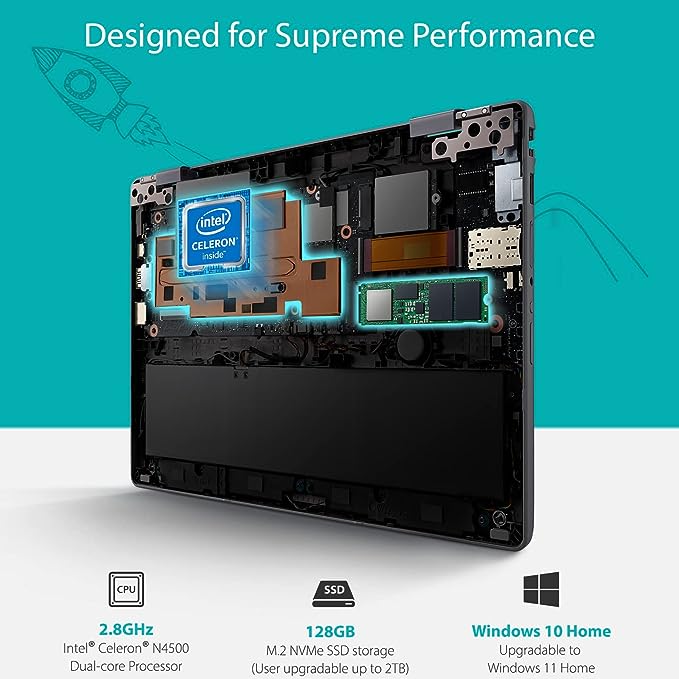 Designed for Supreme Performance
intel
CELERON®
inside™
CPU
2.8GHz
Intel® Celeron® N4500
Dual-core Processor
SSD
128GB
M.2 NVMe SSD storage
(User upgradable up to 2TB)
Windows 10 Home
Upgradable to
Windows 11 Home